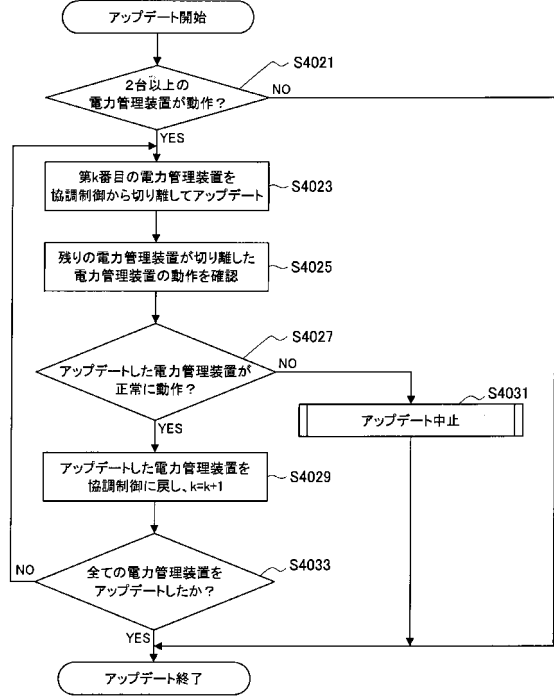 アップデート開始
S4021
2台以上の
電力管理装置が動作？
NO
YES
第k番目の電力管理装置を
協調制御から切り離してアップデート
S4023
残りの電力管理装置が切り離した
電力管理装置の動作を確認
S4025
S4027
アップデートした電力管理装置が
正常に動作？
NO
YES
S4031
アップデート中止
アップデートした電力管理装置を
協調制御に戻し、k=k+1
S4029
S4033
全ての電力管理装置を
アップデートしたか？
NO
YES
アップデート終了